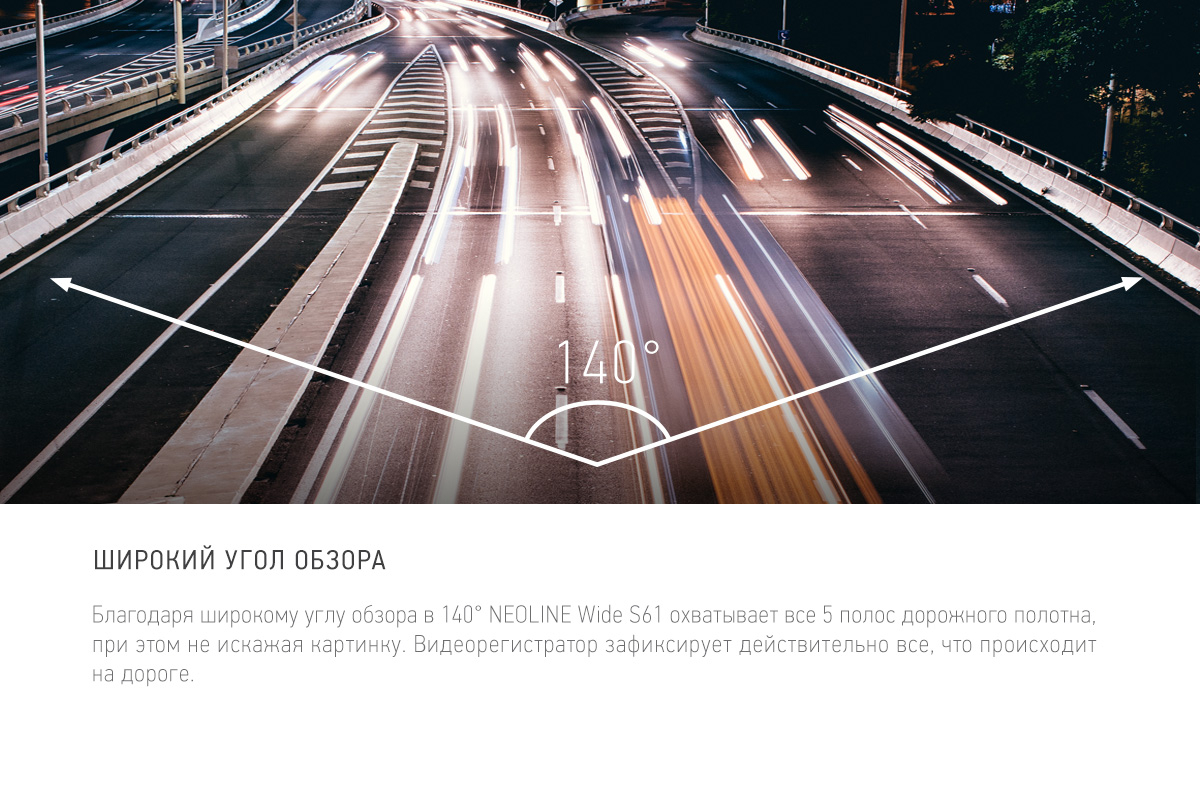 140°
ШИРОКИЙ УГОЛ ОБЗОРА
Благодаря широкому углу обзора в 140° NEOLINE Wide S61 охватывает все 5 полос дорожного полотна,
при этом не искажая картинку. Видеорегистратор зафиксирует действительно все, что происходит
на дороге.